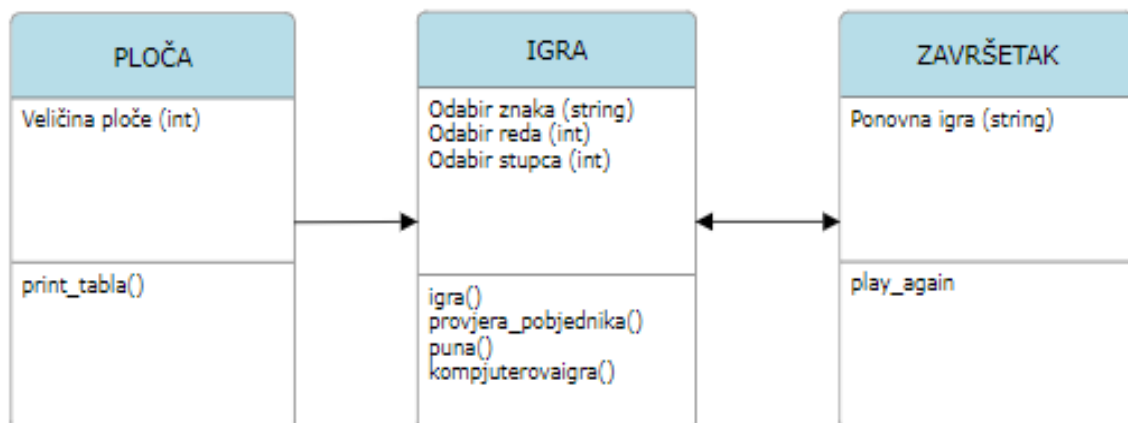 PLOČA
Veličina ploče (int)
print_tabla()
IGRA
Odabir znaka (string)
Odabir reda (int)
Odabir stupca (int)
igra()
provjera_pobjednika()
puna()
kompjuterovaigra()
ZAVRŠETAK
Ponovna igra (string)
play_again